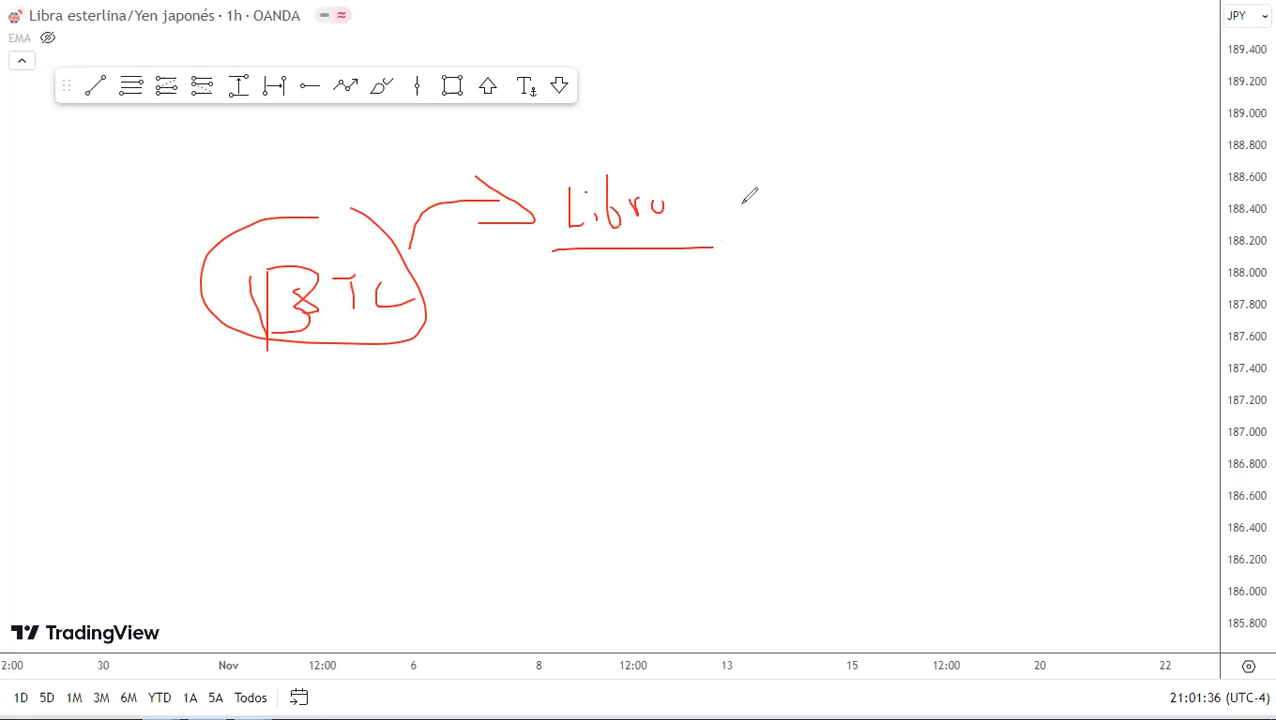 Libra esterlina/Yen japonés · 1h · OANDA
JPY
EMA
189.400
189.200
189.000
188.800
188.600
188.400
188.200
188.000
187.800
187.600
187.400
187.200
187.000
186.800
186.600
186.400
186.200
186.000
185.800
Libro
BTC
TradingView
2:00 30 Nov 12:00 6 8 12:00 13 15 12:00 20 22
1D 5D 1M 3M 6M YTD 1A 5A Todos 21:01:36 (UTC-4)